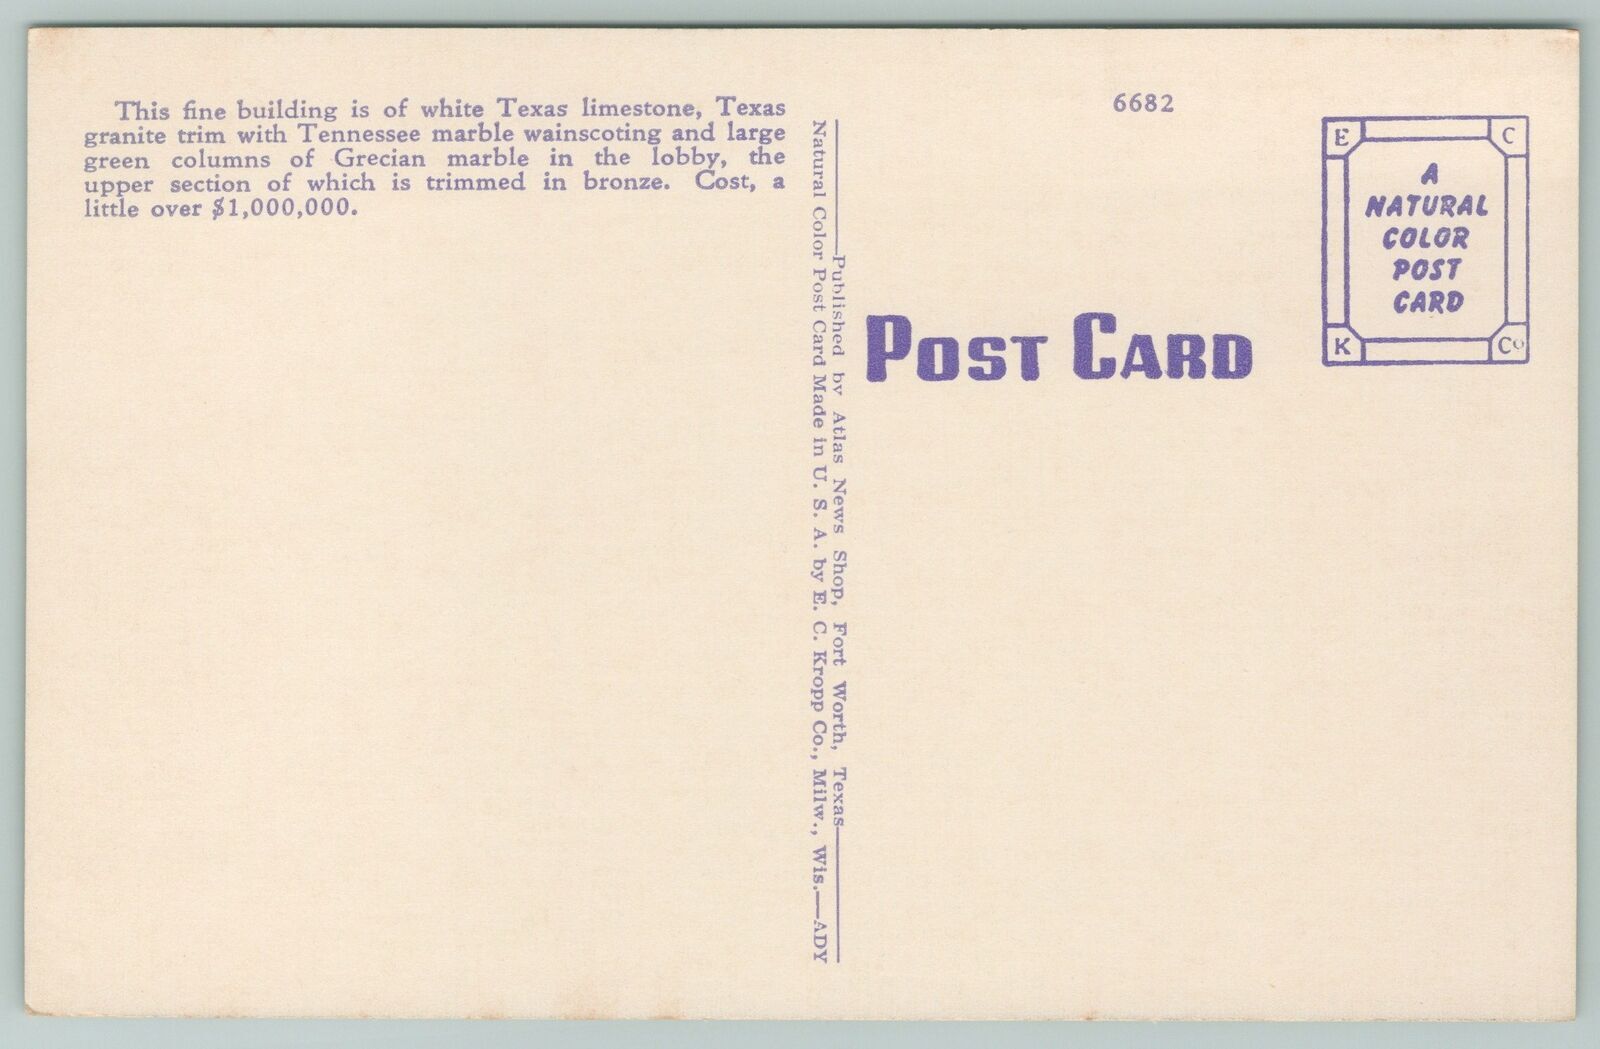 This fine building is of white Texas limestone, Texas
granite trim with Tennessee marble wainscoting and large
green columns of Grecian marble in the lobby, the
upper section of which is trimmed in bronze. Cost, a
little over $1,000,000.
Published by Atlas News Shop, Fort Worth, Texas
Natural Color Post Card Made in U. S. A. by E. C. Kropp Co., Milw., Wis.—ADY
6682
POST CARD
E C
A
NATURAL
COLOR
POST
CARD
K Co